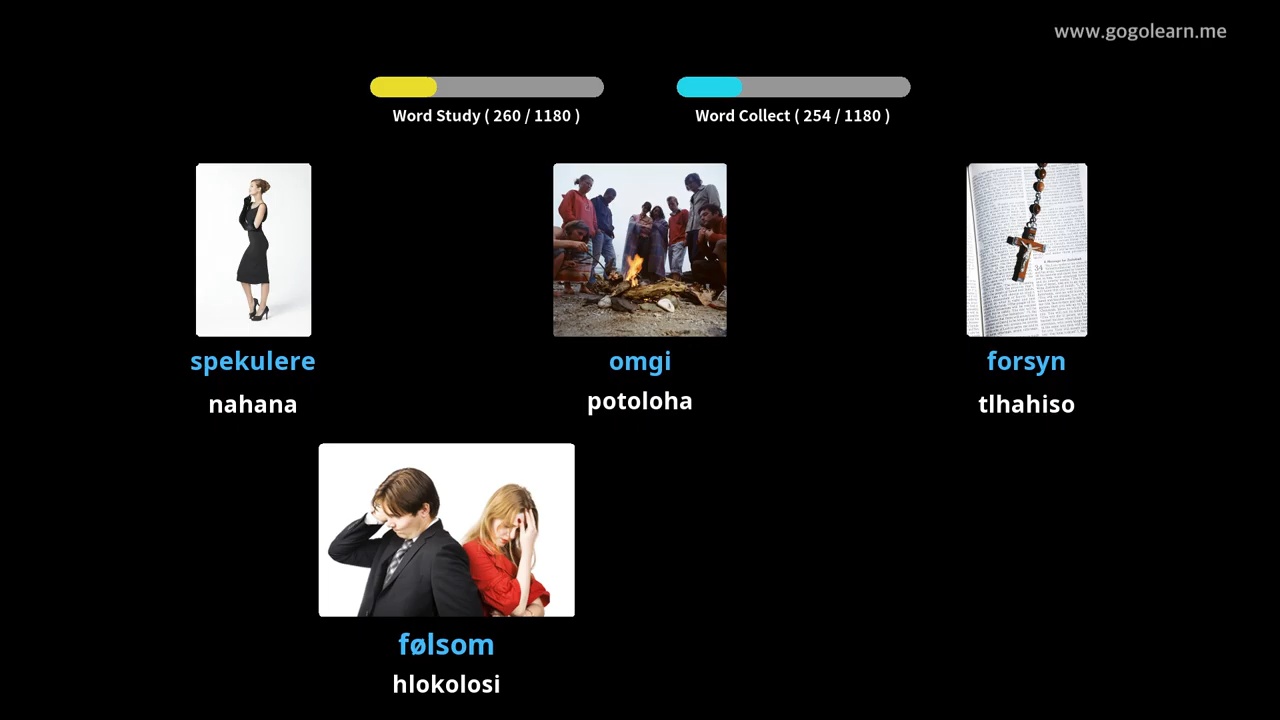 www.gogolearn.me
Word Study ( 260 / 1180 )
Word Collect ( 254 / 1180 )
spekulere
omgi
forsyn
nahana
potoloha
tlhahiso
følsom
hlokolosi